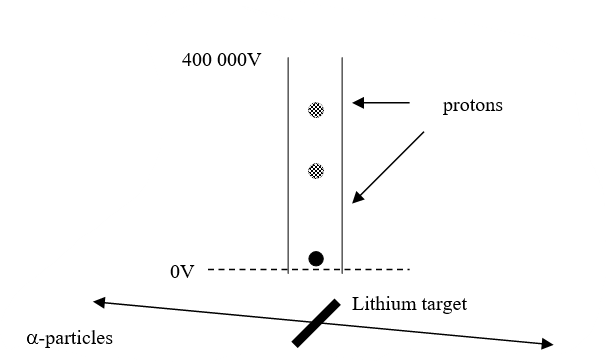 400 000V
protons
0V
Lithium target
α-particles